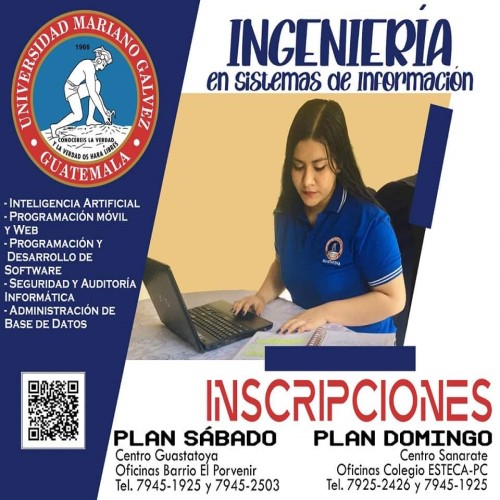 UNIVERSIDAD MARIANO GALVEZ
1966
CONOCEREIS LA VERDAD
Y LA VERDAD OS HARA LIBRES
GUATEMALA
INGENIERÍA
en sistemas de Información
- Inteligencia Artificial
- Programación móvil
y Web
- Programación y
Desarrollo de
Software
- Seguridad y Auditoría
Informática
- Administración de
Base de Datos
INSCRIPCIONES
PLAN SÁBADO
Centro Guastatoya
Oficinas Barrio El Porvenir
Tel. 7945-1925 y 7945-2503
PLAN DOMINGO
Centro Sanarate
Oficinas Colegio ESTECA-PC
Tel. 7925-2426 y 7945-1925